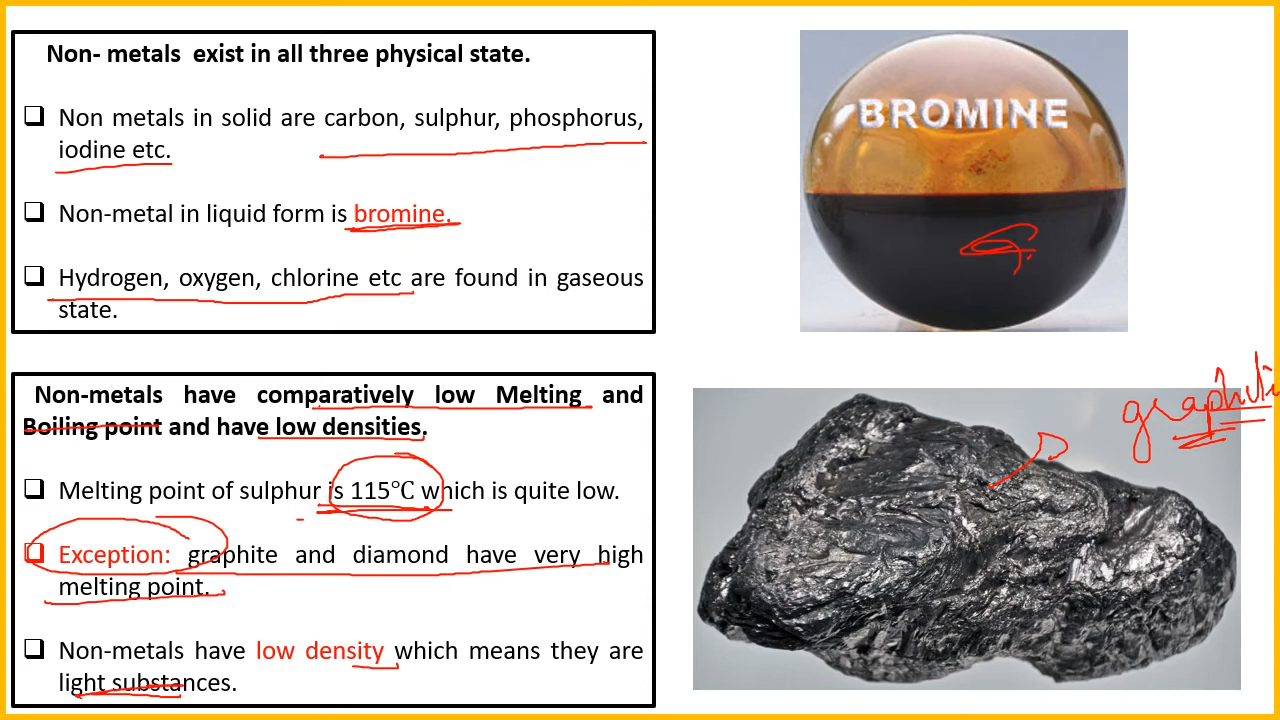 Non- metals exist in all three physical state.
❑ Non metals in solid are carbon, sulphur, phosphorus,
iodine etc.
❑ Non-metal in liquid form is bromine.
❑ Hydrogen, oxygen, chlorine etc are found in gaseous
state.
BROMINE
Non-metals have comparatively low Melting and
Boiling point and have low densities.
❑ Melting point of sulphur is 115°C which is quite low.
❑ Exception: graphite and diamond have very high
melting point.
❑ Non-metals have low density which means they are
light substances.